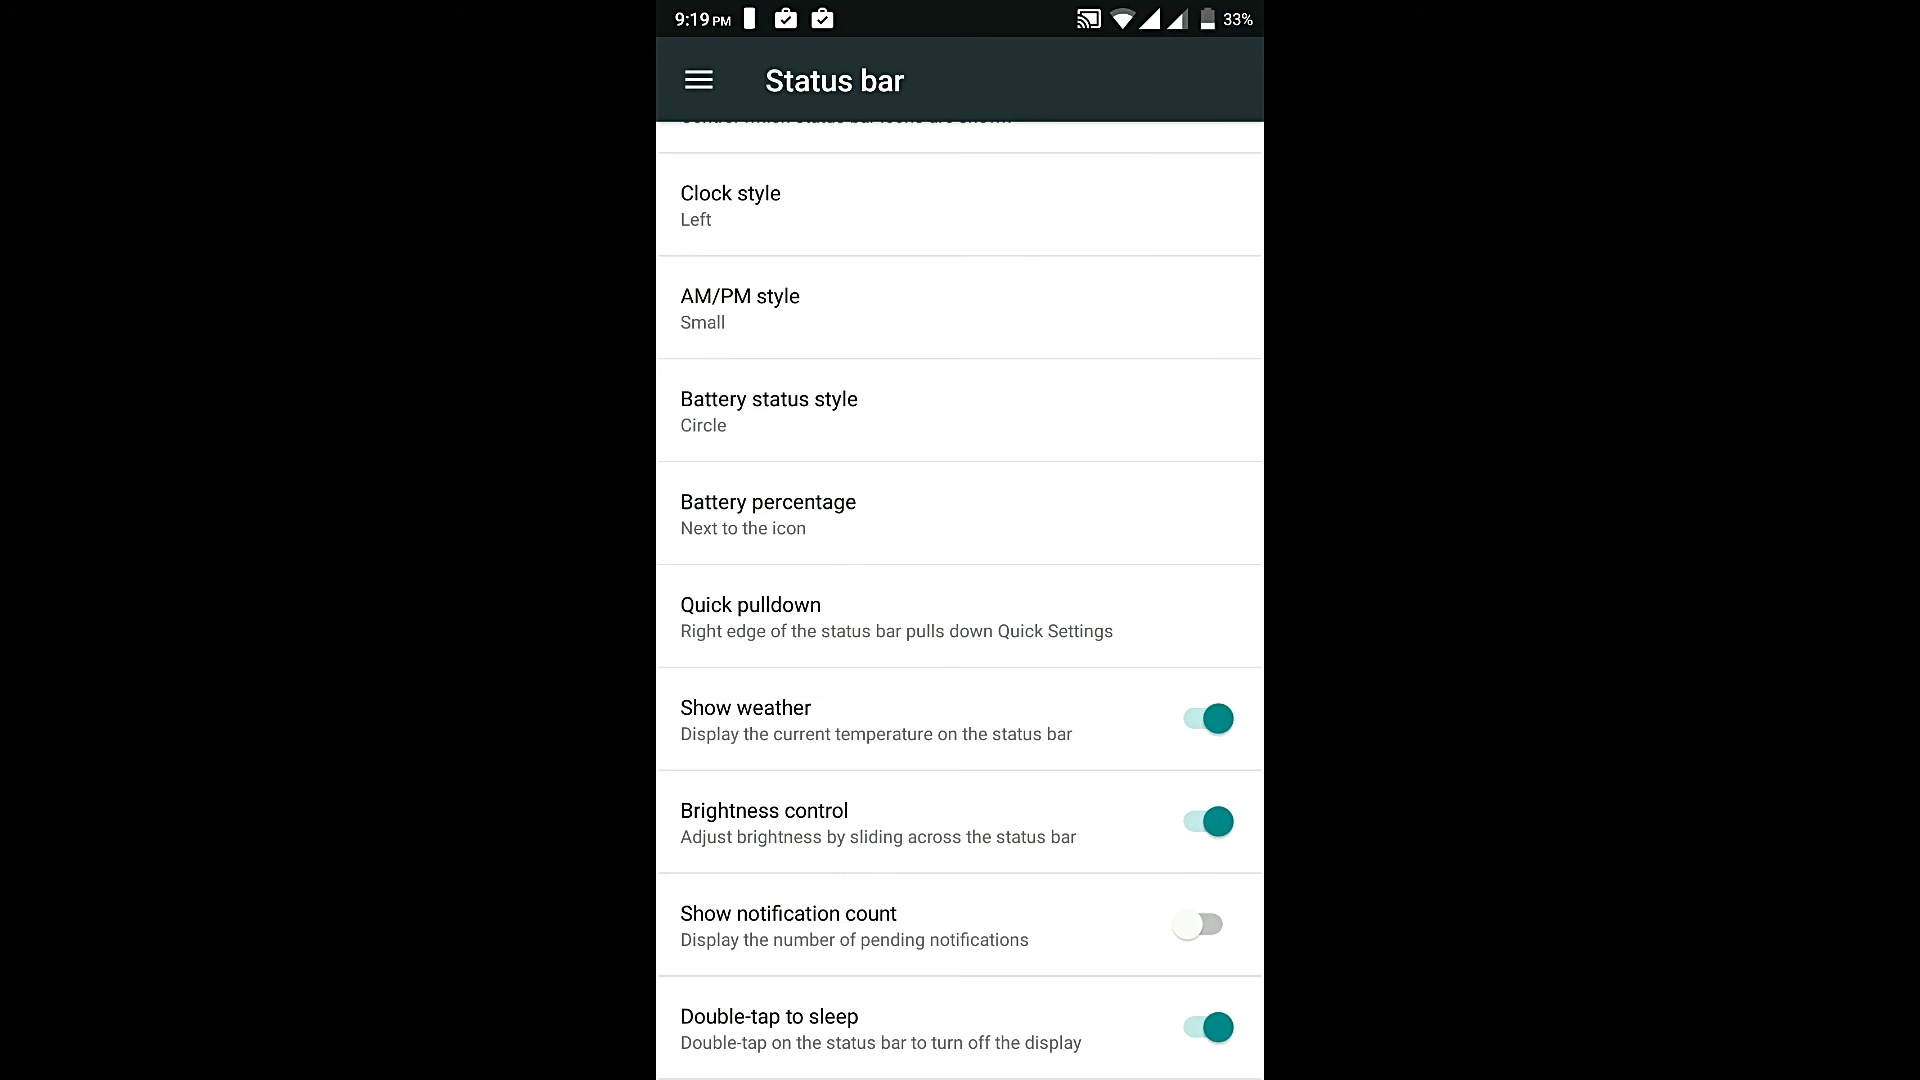 9:19 PM
33%
Status bar
Clock style
Left
AM/PM style
Small
Battery status style
Circle
Battery percentage
Next to the icon
Quick pulldown
Right edge of the status bar pulls down Quick Settings
Show weather
Display the current temperature on the status bar
Brightness control
Adjust brightness by sliding across the status bar
Show notification count
Display the number of pending notifications
Double-tap to sleep
Double-tap on the status bar to turn off the display